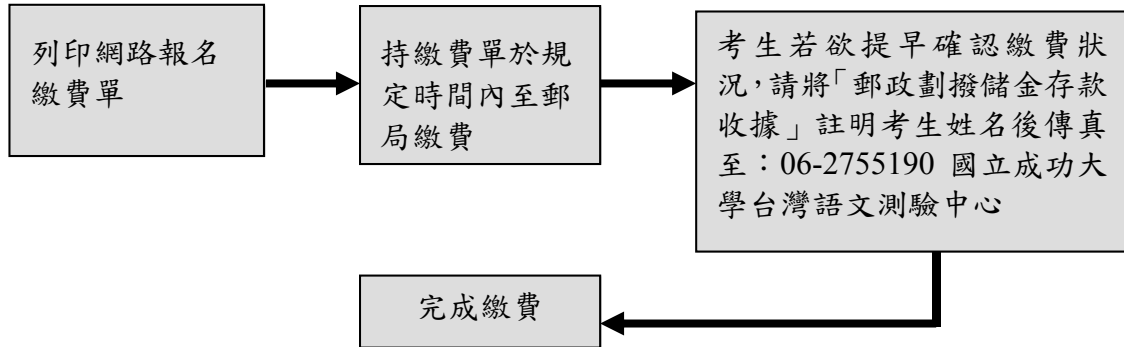 列印網路報名
繳費單
持繳費單於規
定時間內至郵
局繳費
考生若欲提早確認繳費狀
況,請將「郵政劃撥儲金存款
收據」註明考生姓名後傳真
至:06-2755190 國立成功大
學台灣語文測驗中心
完成繳費